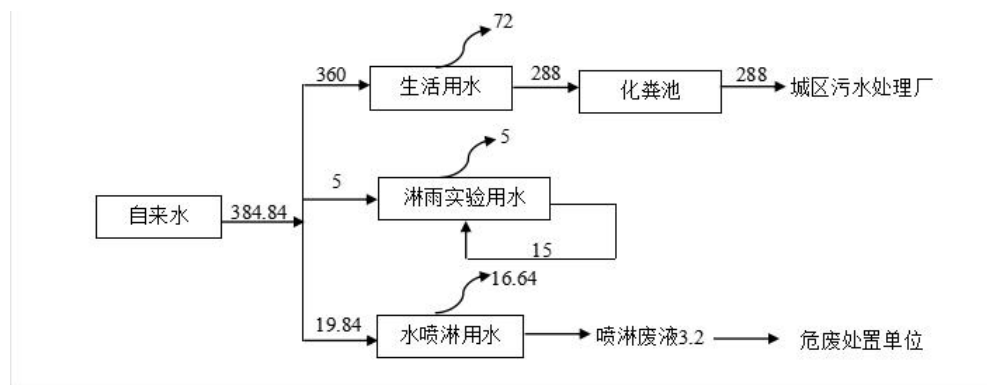 72
360
生活用水
288
化粪池
288
城区污水处理厂
5
5
淋雨实验用水
自来水
384.84
15
16.64
19.84
水喷淋用水
喷淋废液3.2
危废处置单位